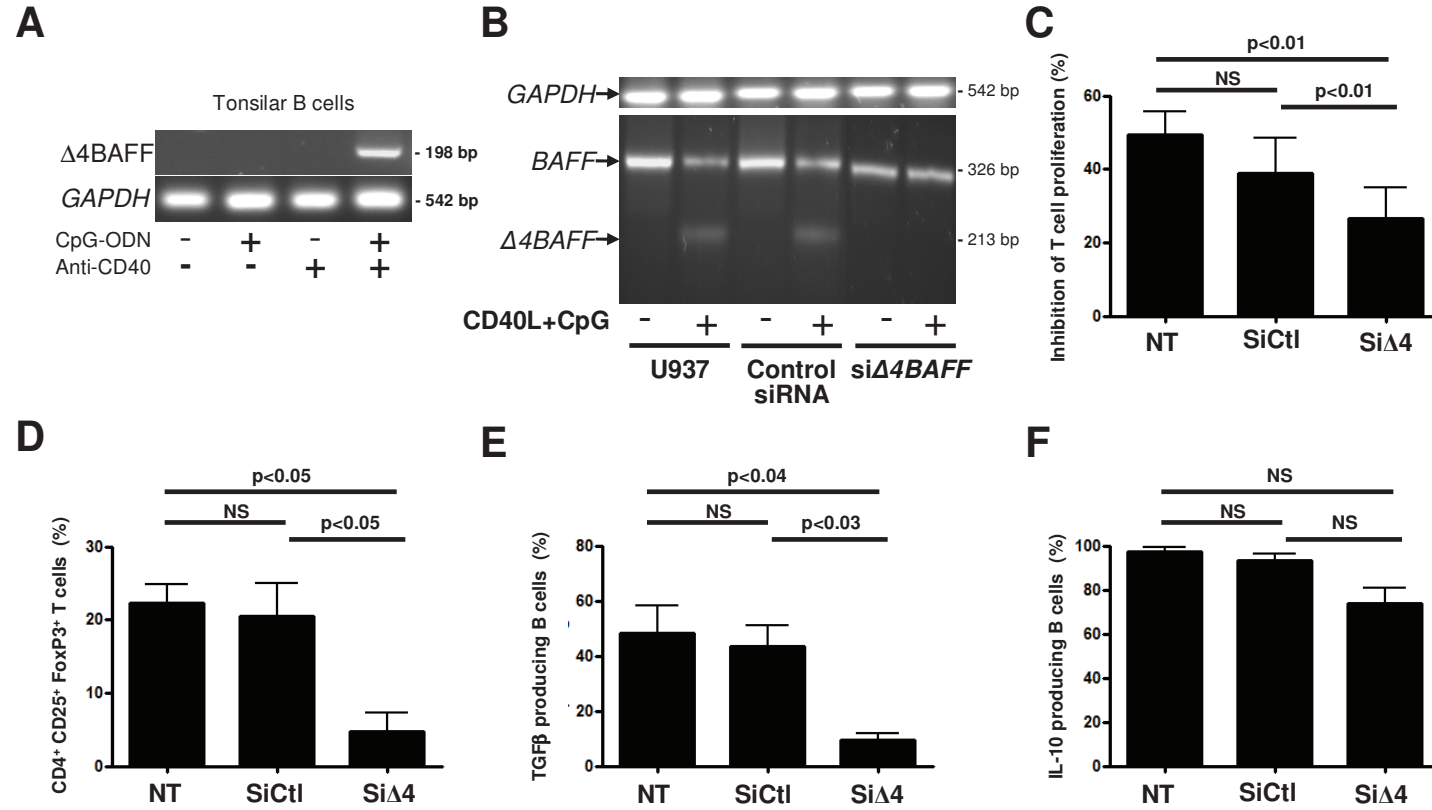 A
Tonsilar B cells
Δ4BAFF
- 198 bp
GAPDH
- 542 bp
CpG-ODN - + - +
Anti-CD40 - - + +
B
GAPDH
- 542 bp
BAFF
- 326 bp
Δ4BAFF
- 213 bp
CD40L+CpG - + - + - +
U937 Control siΔ4BAFF
siRNA
C
p<0.01
NS
p<0.01
Inhibition of T cell proliferation (%)
60
40
20
0
NT SiCtl SiΔ4
D
p<0.05
NS
p<0.05
CD4⁺ CD25⁺ FoxP3⁺ T cells (%)
30
20
10
0
NT SiCtl SiΔ4
E
p<0.04
NS
p<0.03
TGFβ producing B cells (%)
80
60
40
20
0
NT SiCtl SiΔ4
F
NS
NS NS
IL-10 producing B cells (%)
100
80
60
40
20
0
NT SiCtl SiΔ4